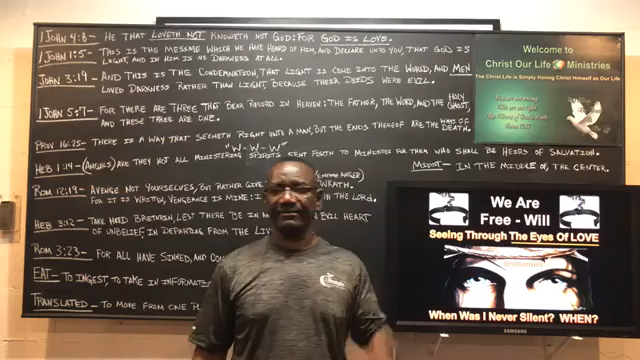 1 JOHN 4:8- HE THAT LOVETH NOT KNOWETH NOT GOD: FOR GOD IS LOVE.
1 JOHN 1:5- THIS IS THE MESSAGE WHICH WE HAVE HEARD OF HIM, AND DECLARE UNTO YOU, THAT GOD IS
LIGHT, AND IN HIM IS NO DARKNESS AT ALL.
JOHN 3:19- AND THIS IS THE CONDEMNATION, THAT LIGHT IS COME INTO THE WORLD, AND MEN
LOVED DARKNESS RATHER THAN LIGHT, BECAUSE THEIR DEEDS WERE EVIL.
1 JOHN 5:7- FOR THERE ARE THREE THAT BEAR RECORD IN HEAVEN: THE FATHER, THE WORD, AND THE HOLY GHOST,
AND THESE THREE ARE ONE.
PROV 16:25- THERE IS A WAY THAT SEEMETH RIGHT UNTO A MAN, BUT THE ENDS THEREOF ARE THE WAYS OF DEATH.
"W-W-W"
HEB 1:14- (ANGELS) ARE THEY NOT ALL MINISTERING SPIRITS SENT FORTH TO MINISTER FOR THEM WHO SHALL BE HEIRS OF SALVATION.
MIDST- IN THE MIDDLE OF THE CENTER.
ROM 12:19- AVENGE NOT YOURSELVES, BUT RATHER GIVE WRATH:
FOR IT IS WRITTEN, VENGENCE IS MINE: IN THE LORD.
HEB 3:12- TAKE HEED BRETHREN, LEST THERE BE IN AN EVIL HEART
OF UNBELIEF, IN DEPARTING FROM THE
ROM 3:23- FOR ALL HAVE SINNED, AND
EAT- TO INGEST, TO TAKE IN
TRANSLATED- TO MOVE FROM ONE
Welcome to
Christ Our Life Ministries
The Christ Life is Simply Having Christ Himself as Our Life
We Are
Free - Will
Seeing Through The Eyes Of LOVE
Immanuel
When Was I Never Silent? WHEN?
SAMSUNG